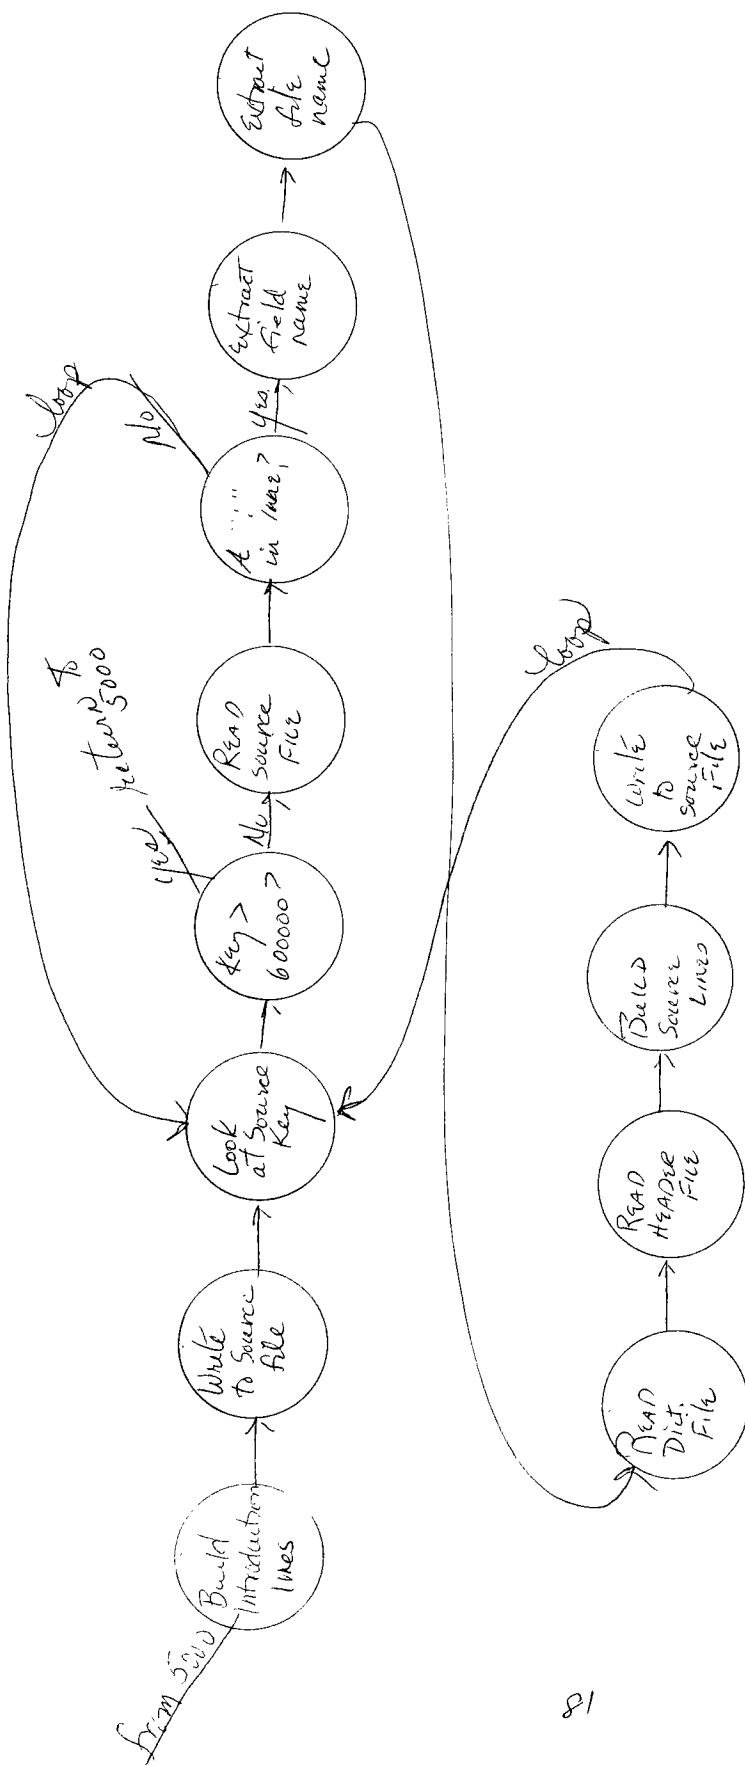 from 5000
Build
Introduction
lines
Write
to Source
file
Look
at Source
Key
Key >
600000?
yes
return to
5000
No
READ
Source
FILE
A "."
in line?
No
loop
yes
Extract
field
name
Extract
file
name
READ
Dict.
File
READ
HEADER
FILE
BUILD
Source
LINES
Write
to
source
File
loop
81